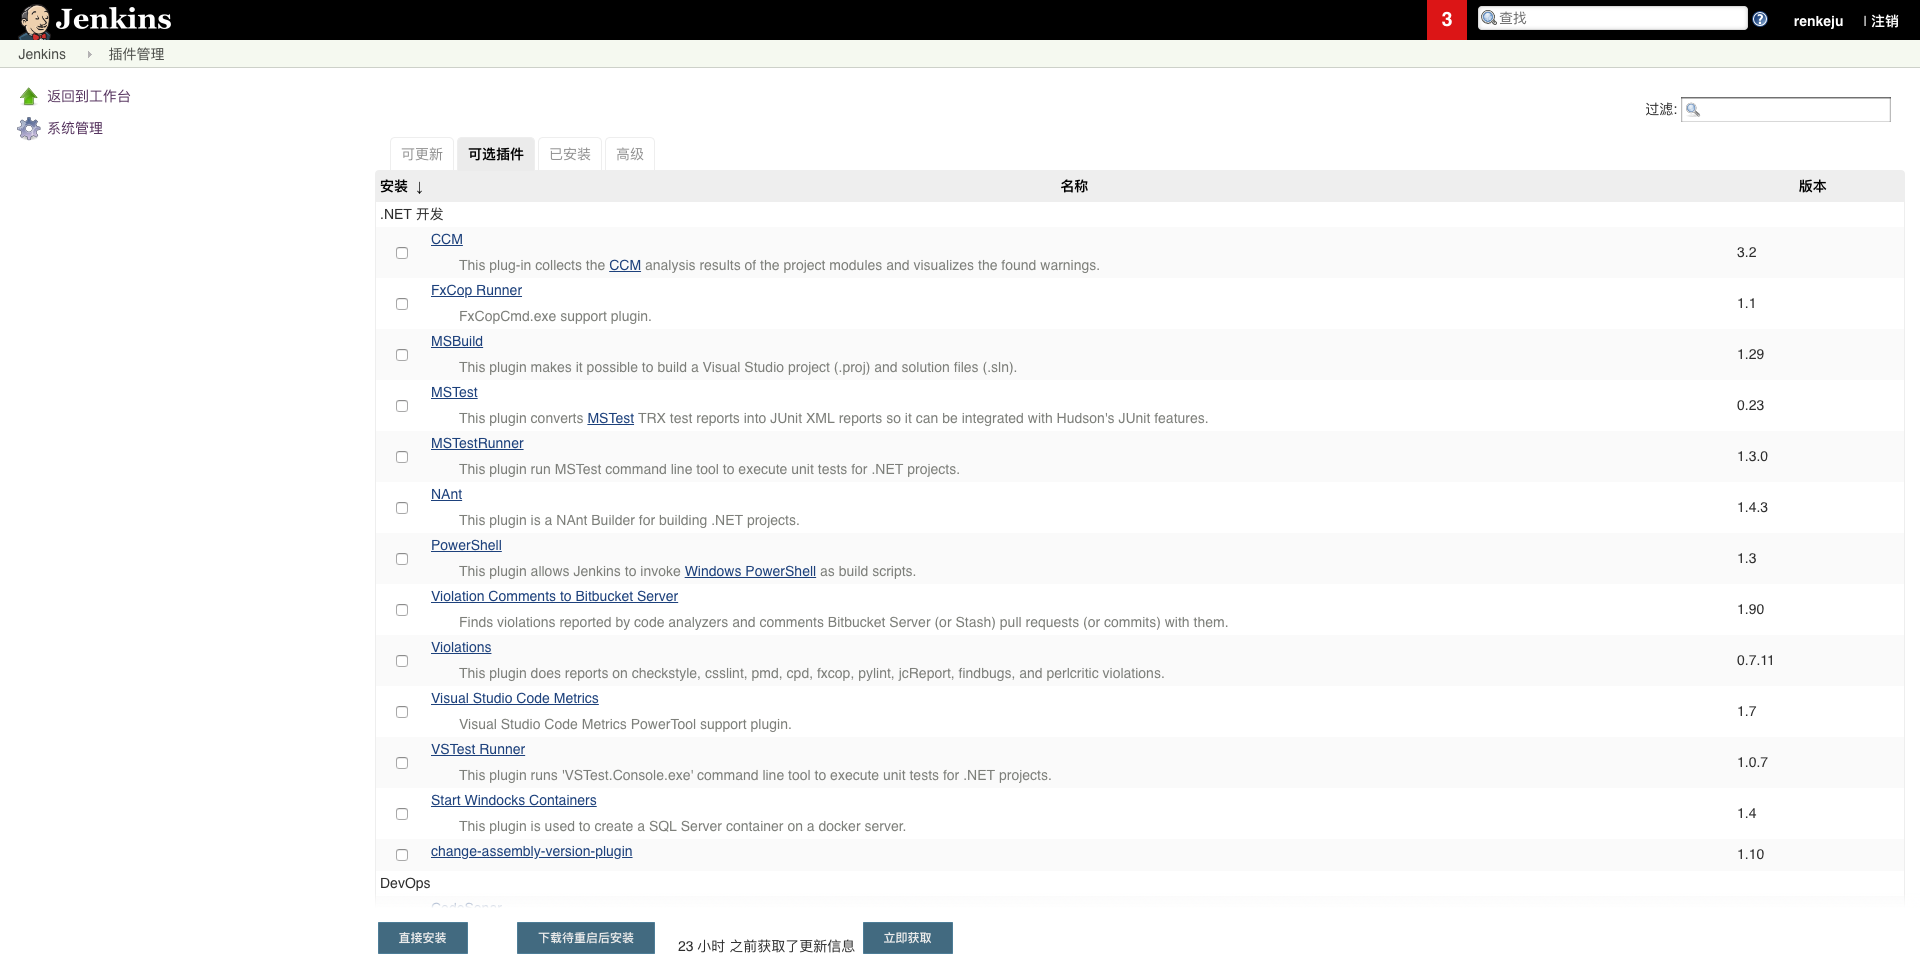 Jenkins
3
查找
renkeju
| 注销
Jenkins
插件管理
返回到工作台
系统管理
过滤:
可更新 可选插件 已安装 高级
安装 ↓ 名称 版本
.NET 开发
CCM
This plug-in collects the CCM analysis results of the project modules and visualizes the found warnings.
3.2
FxCop Runner
FxCopCmd.exe support plugin.
1.1
MSBuild
This plugin makes it possible to build a Visual Studio project (.proj) and solution files (.sln).
1.29
MSTest
This plugin converts MSTest TRX test reports into JUnit XML reports so it can be integrated with Hudson's JUnit features.
0.23
MSTestRunner
This plugin run MSTest command line tool to execute unit tests for .NET projects.
1.3.0
NAnt
This plugin is a NAnt Builder for building .NET projects.
1.4.3
PowerShell
This plugin allows Jenkins to invoke Windows PowerShell as build scripts.
1.3
Violation Comments to Bitbucket Server
Finds violations reported by code analyzers and comments Bitbucket Server (or Stash) pull requests (or commits) with them.
1.90
Violations
This plugin does reports on checkstyle, csslint, pmd, cpd, fxcop, pylint, jcReport, findbugs, and perlcritic violations.
0.7.11
Visual Studio Code Metrics
Visual Studio Code Metrics PowerTool support plugin.
1.7
VSTest Runner
This plugin runs 'VSTest.Console.exe' command line tool to execute unit tests for .NET projects.
1.0.7
Start Windocks Containers
This plugin is used to create a SQL Server container on a docker server.
1.4
change-assembly-version-plugin
1.10
DevOps
直接安装
下载待重启后安装
23 小时 之前获取了更新信息
立即获取